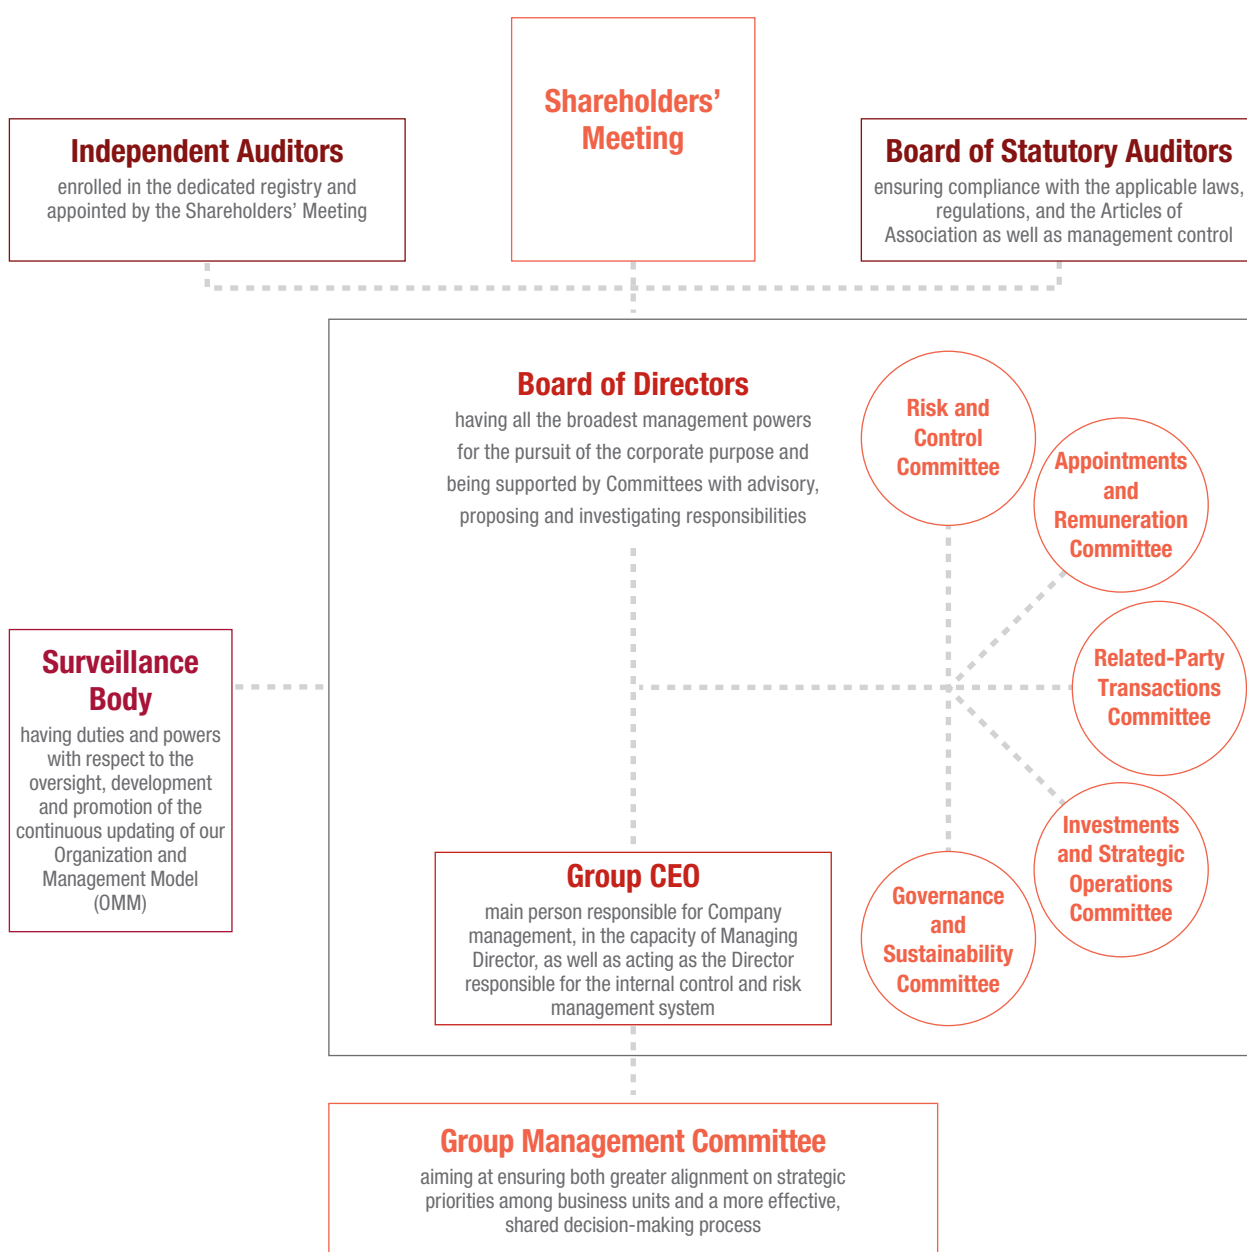 Shareholders’
Meeting
Independent Auditors
enrolled in the dedicated registry and
appointed by the Shareholders’ Meeting
Board of Statutory Auditors
ensuring compliance with the applicable laws,
regulations, and the Articles of
Association as well as management control
Board of Directors
having all the broadest management powers
for the pursuit of the corporate purpose and
being supported by Committees with advisory,
proposing and investigating responsibilities
Risk and
Control
Committee
Appointments
and
Remuneration
Committee
Related-Party
Transactions
Committee
Investments
and Strategic
Operations
Committee
Governance
and
Sustainability
Committee
Surveillance
Body
having duties and powers
with respect to the
oversight, development
and promotion of the
continuous updating of our
Organization and
Management Model
(OMM)
Group CEO
main person responsible for Company
management, in the capacity of Managing
Director, as well as acting as the Director
responsible for the internal control and risk
management system
Group Management Committee
aiming at ensuring both greater alignment on strategic
priorities among business units and a more effective,
shared decision-making process